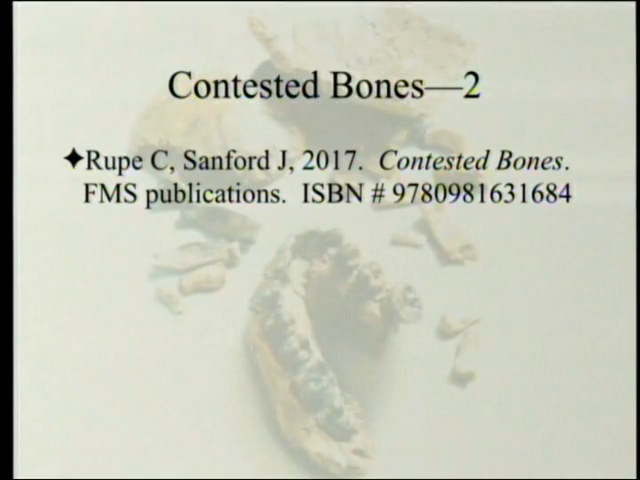 Contested Bones—2
✦Rupe C, Sanford J, 2017. Contested Bones.
FMS publications. ISBN # 9780981631684